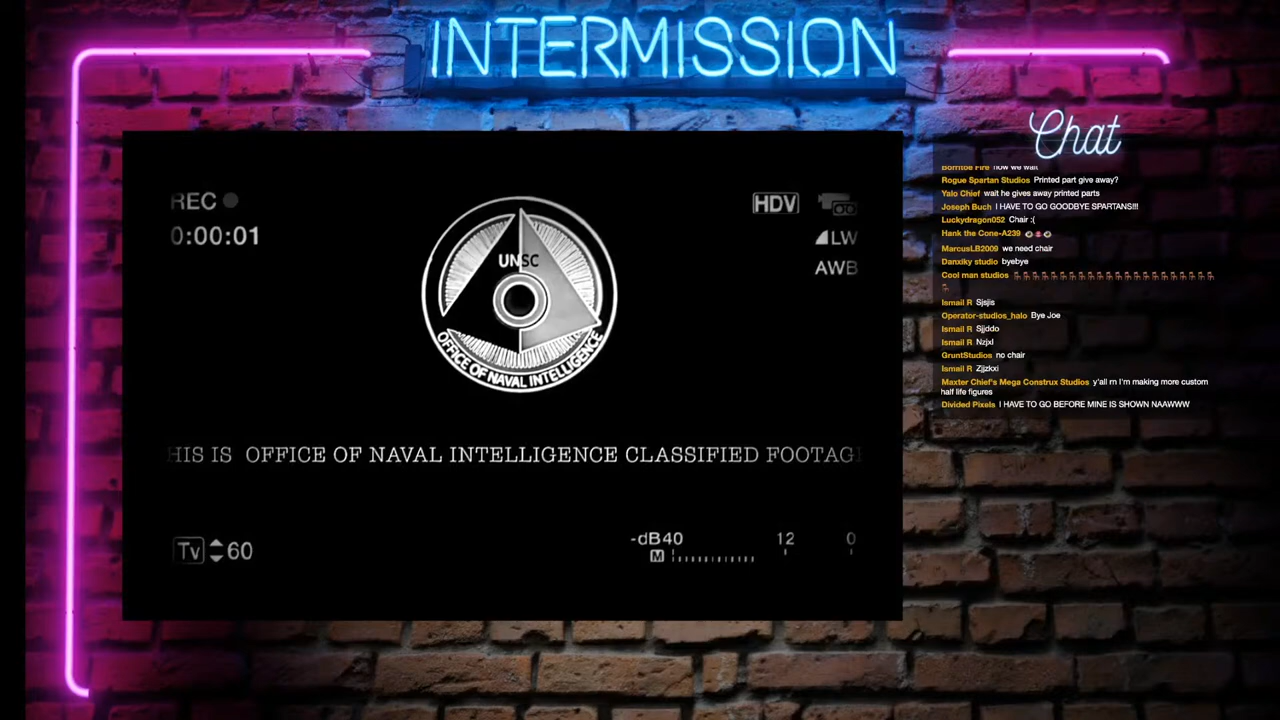 INTERMISSION
REC
0:00:01
HDV
LW
AWB
UNSC
OFFICE OF NAVAL INTELLIGENCE
HIS IS OFFICE OF NAVAL INTELLIGENCE CLASSIFIED FOOTAG
Tv 60
-dB40 12 0
M
Chat
Borritoe Fire now we wait
Rogue Spartan Studios Printed part give away?
Yalo Chief wait he gives away printed parts
Joseph Buch I HAVE TO GO GOODBYE SPARTANS!!!
Luckydragon052 Chair :(
Hank the Cone-A239
MarcusLB2009 we need chair
Danxiky studio byebye
Cool man studios
Ismail R Sjsjis
Operator-studios_halo Bye Joe
Ismail R Sjjddo
Ismail R Nzjxl
GruntStudios no chair
Ismail R Zjjzkxi
Maxter Chief's Mega Construx Studios y'all rn I'm making more custom
half life figures
Divided Pixels I HAVE TO GO BEFORE MINE IS SHOWN NAAWWW